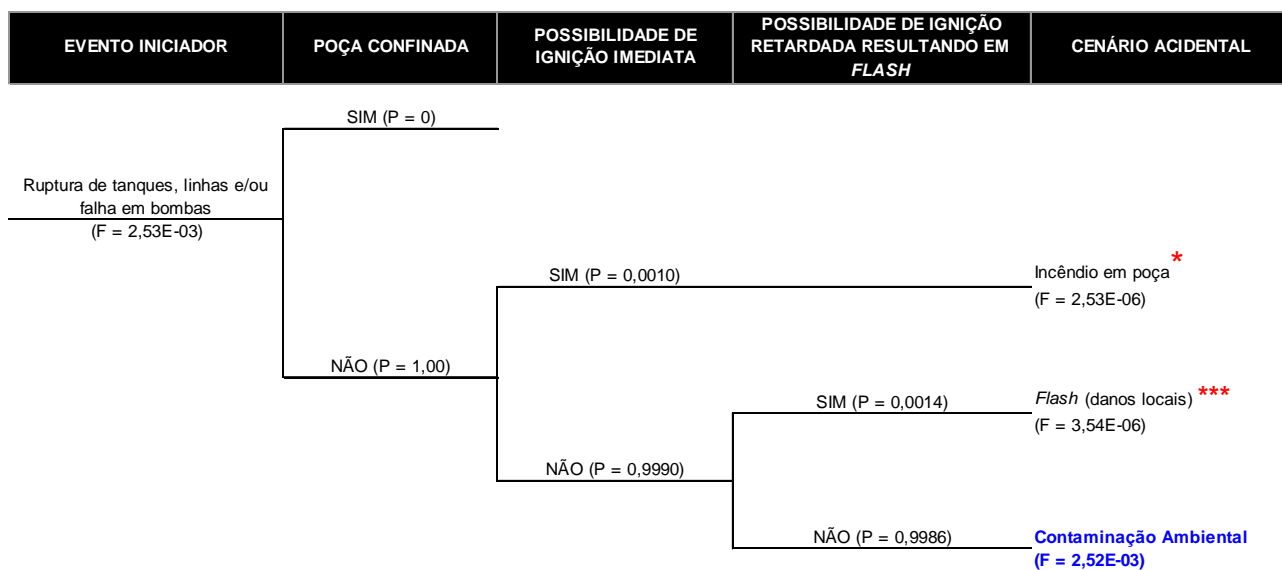 EVENTO INICIADOR
POÇA CONFINADA
POSSIBILIDADE DE
IGNIÇÃO IMEDIATA
POSSIBILIDADE DE IGNIÇÃO
RETARDADA RESULTANDO EM
FLASH
CENÁRIO ACIDENTAL
SIM (P = 0)
Ruptura de tanques, linhas e/ou
falha em bombas
(F = 2,53E-03)
SIM (P = 0,0010)
Incêndio em poça *
(F = 2,53E-06)
NÃO (P = 1,00)
SIM (P = 0,0014)
Flash (danos locais) ***
(F = 3,54E-06)
NÃO (P = 0,9990)
NÃO (P = 0,9986)
Contaminação Ambiental
(F = 2,52E-03)